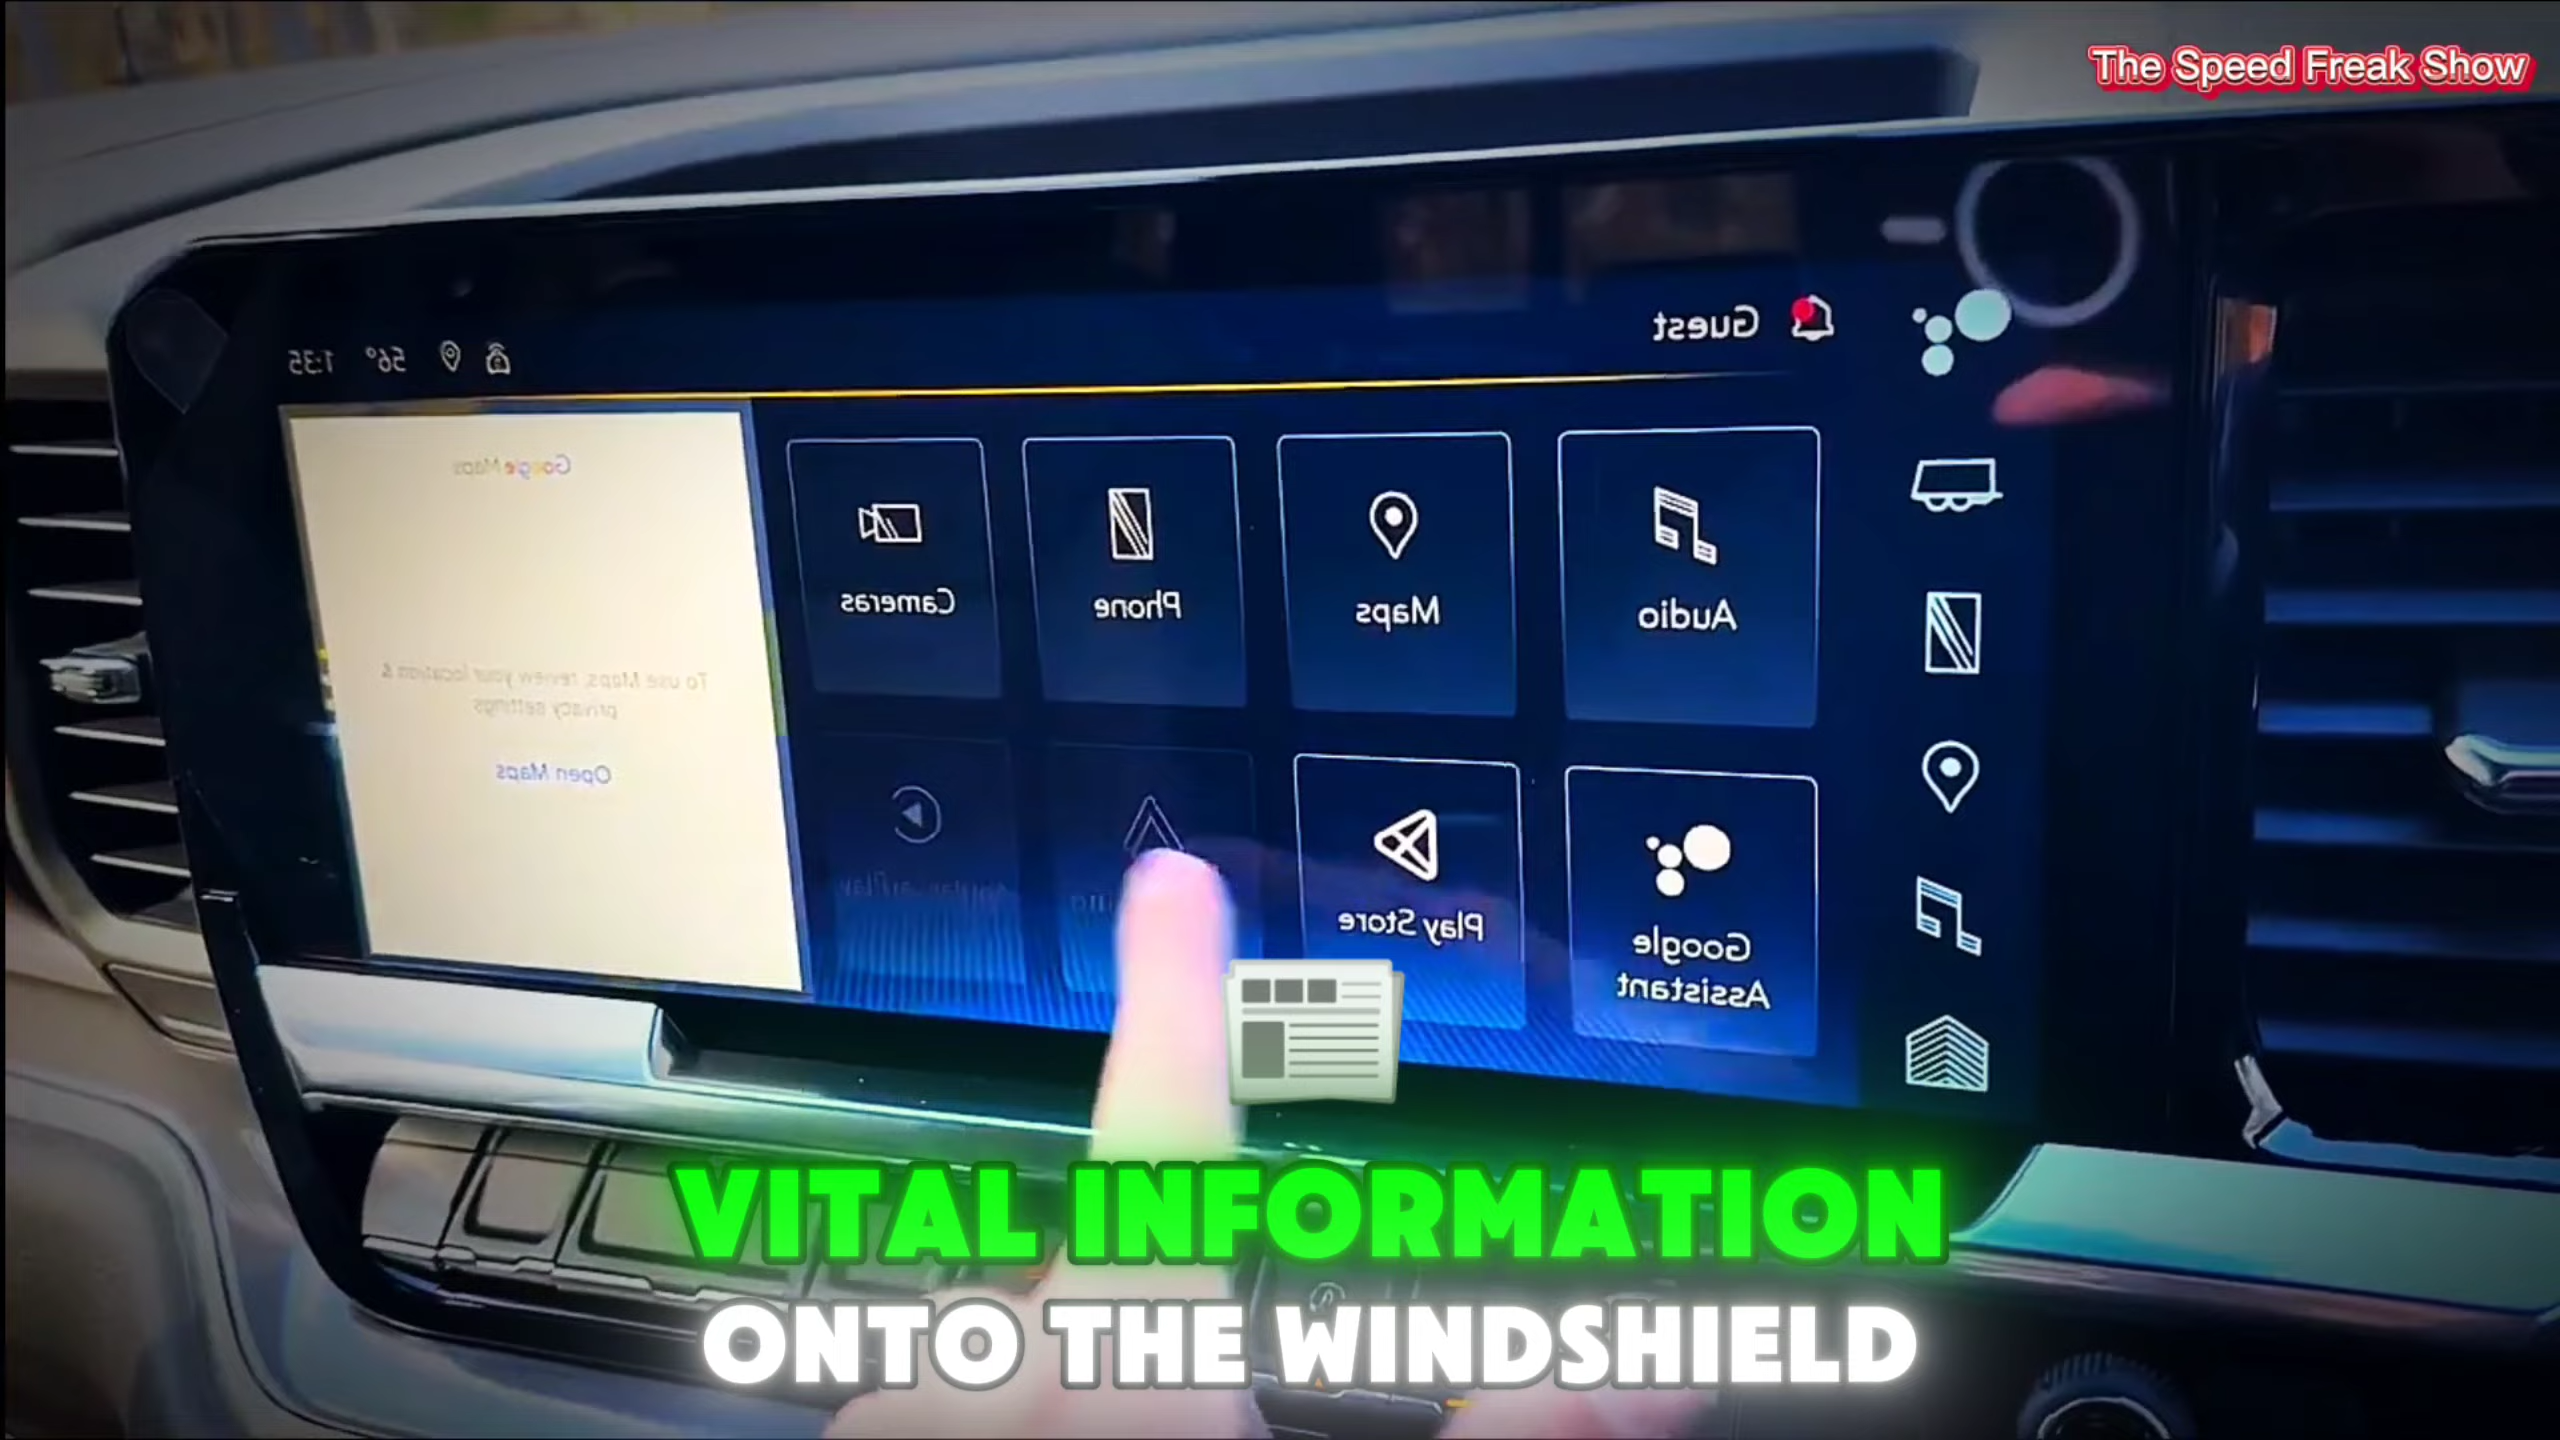 The Speed Freak Show
Guest
1:35 56°
Google Maps
To use Maps, review your location &
privacy settings
Open Maps
Audio
Maps
Phone
Cameras
Google
Assistant
Play Store
VITAL INFORMATION
ONTO THE WINDSHIELD